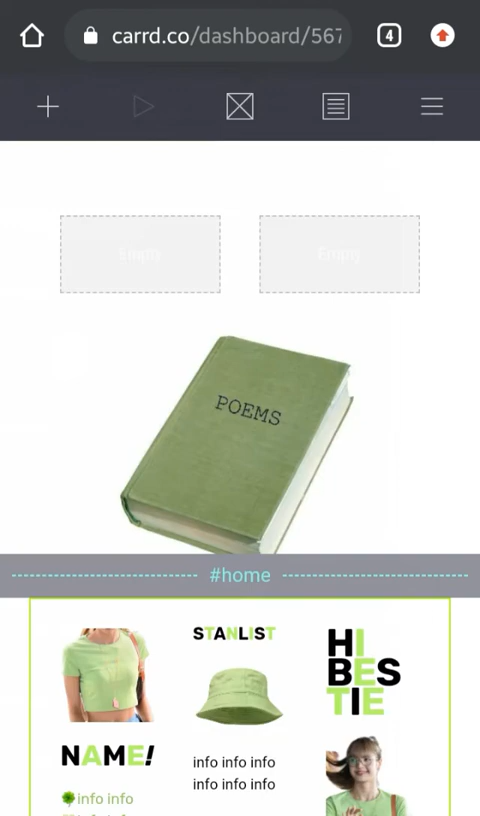 carrd.co/dashboard/567
4
Empty
Empty
POEMS
#home
STANLIST
HI
BES
TIE
NAME!
info info info
info info info
info info